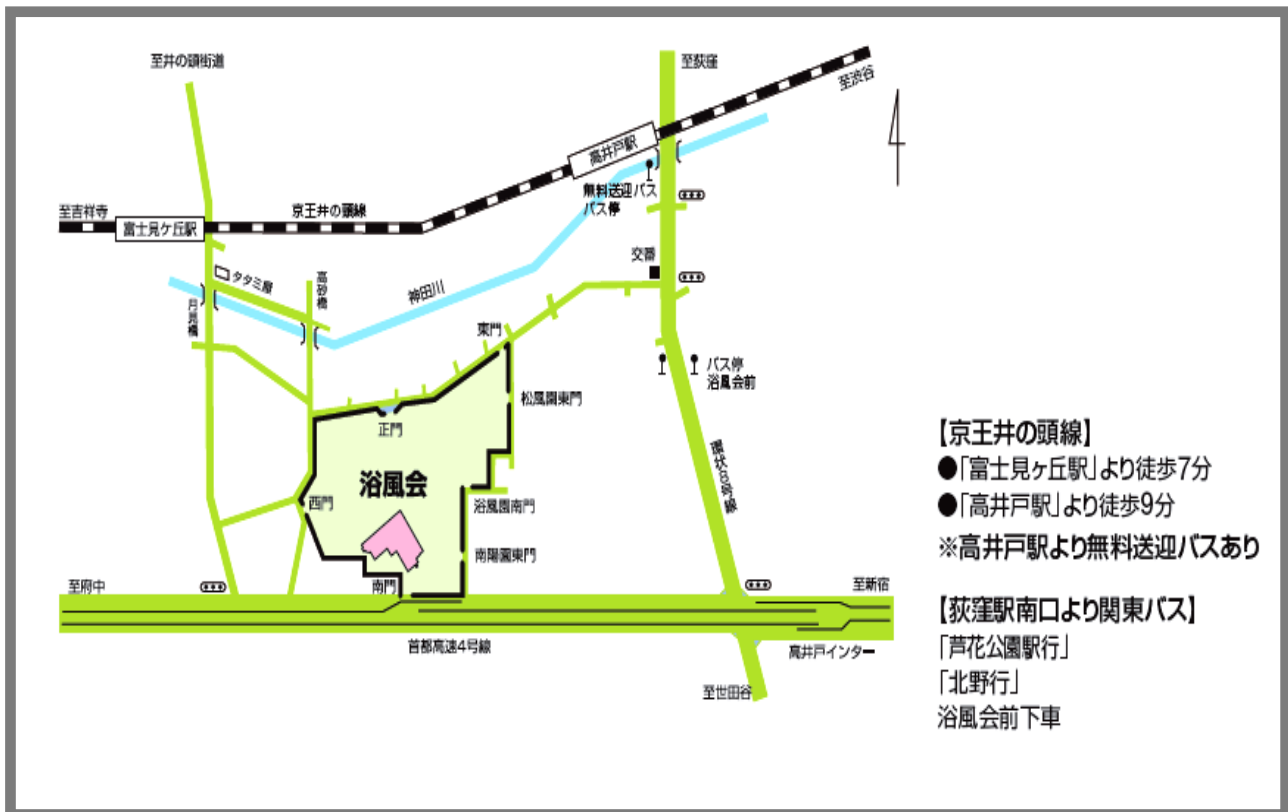 至井の頭街道
至荻窪
至渋谷
高井戸駅
無料送迎バス
バス停
至吉祥寺
富士見ケ丘駅
京王井の頭線
交番
タタミ屋
高砂橋
神田川
月見橋
東門
バス停
浴風会前
松風園東門
正門
環状8号線
【京王井の頭線】
●「富士見ヶ丘駅」より徒歩7分
●「高井戸駅」より徒歩9分
※高井戸駅より無料送迎バスあり
浴風会
西門
浴風園南門
南陽園東門
至府中
南門
至新宿
首都高速4号線
高井戸インター
至世田谷
【荻窪駅南口より関東バス】
「芦花公園駅行」
「北野行」
浴風会前下車